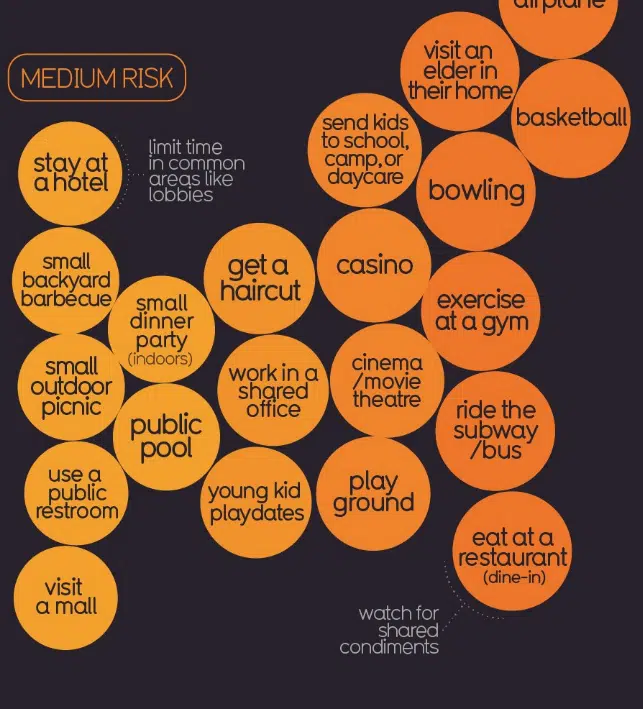 airplane
MEDIUM RISK
visit an
elder in
their home
basketball
send kids
to school,
camp, or
daycare
stay at
a hotel
limit time
in common
areas like
lobbies
bowling
small
backyard
barbecue
get a
haircut
casino
small
dinner
party
(indoors)
exercise
at a gym
small
outdoor
picnic
work in a
shared
office
cinema
/movie
theatre
public
pool
ride the
subway
/bus
use a
public
restroom
young kid
playdates
play
ground
visit
a mall
eat at a
restaurant
(dine-in)
watch for
shared
condiments